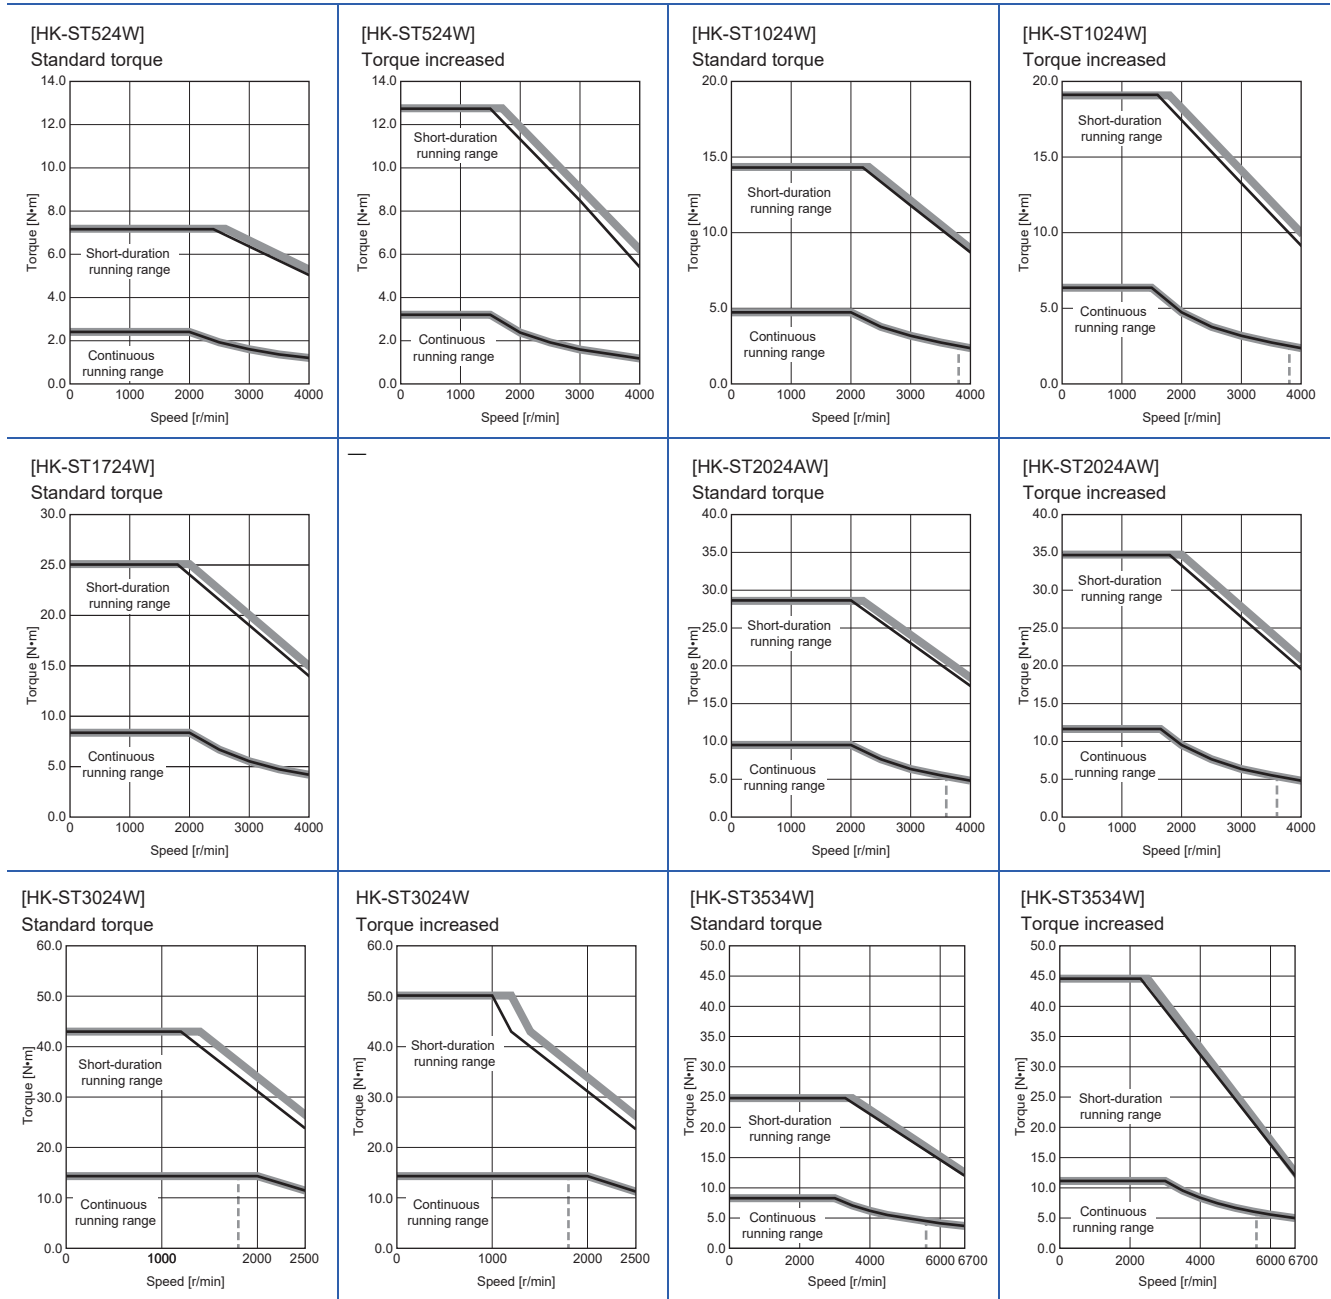 [HK-ST524W]
Standard torque
14.0
12.0
10.0
8.0
6.0
4.0
2.0
0.0
Torque [N•m]
Short-duration
running range
Continuous
running range
0 1000 2000 3000 4000
Speed [r/min]
[HK-ST524W]
Torque increased
14.0
12.0
10.0
8.0
6.0
4.0
2.0
0.0
Torque [N•m]
Short-duration
running range
Continuous
running range
0 1000 2000 3000 4000
Speed [r/min]
[HK-ST1024W]
Standard torque
20.0
15.0
10.0
5.0
0.0
Torque [N•m]
Short-duration
running range
Continuous
running range
0 1000 2000 3000 4000
Speed [r/min]
[HK-ST1024W]
Torque increased
20.0
15.0
10.0
5.0
0.0
Torque [N•m]
Short-duration
running range
Continuous
running range
0 1000 2000 3000 4000
Speed [r/min]
[HK-ST1724W]
Standard torque
30.0
25.0
20.0
15.0
10.0
5.0
0.0
Torque [N•m]
Short-duration
running range
Continuous
running range
0 1000 2000 3000 4000
Speed [r/min]
—
[HK-ST2024AW]
Standard torque
40.0
35.0
30.0
25.0
20.0
15.0
10.0
5.0
0.0
Torque [N•m]
Short-duration
running range
Continuous
running range
0 1000 2000 3000 4000
Speed [r/min]
[HK-ST2024AW]
Torque increased
40.0
35.0
30.0
25.0
20.0
15.0
10.0
5.0
0.0
Torque [N•m]
Short-duration
running range
Continuous
running range
0 1000 2000 3000 4000
Speed [r/min]
[HK-ST3024W]
Standard torque
60.0
50.0
40.0
30.0
20.0
10.0
0.0
Torque [N•m]
Short-duration
running range
Continuous
running range
0 1000 2000 2500
Speed [r/min]
HK-ST3024W
Torque increased
60.0
50.0
40.0
30.0
20.0
10.0
0.0
Torque [N•m]
Short-duration
running range
Continuous
running range
0 1000 2000 2500
Speed [r/min]
[HK-ST3534W]
Standard torque
50.0
45.0
40.0
35.0
30.0
25.0
20.0
15.0
10.0
5.0
0.0
Torque [N•m]
Short-duration
running range
Continuous
running range
0 2000 4000 6000 6700
Speed [r/min]
[HK-ST3534W]
Torque increased
50.0
45.0
40.0
35.0
30.0
25.0
20.0
15.0
10.0
5.0
0.0
Torque [N•m]
Short-duration
running range
Continuous
running range
0 2000 4000 6000 6700
Speed [r/min]